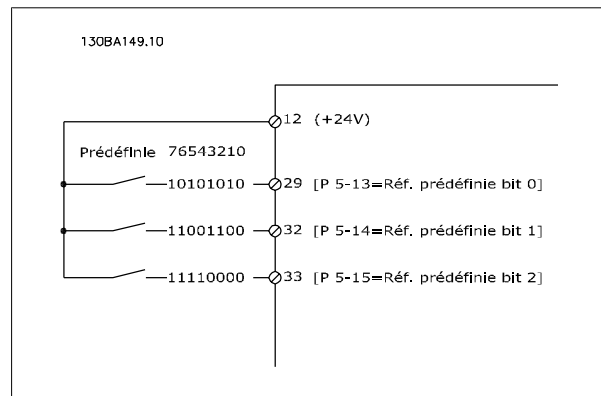 130BA149.10
12 (+24V)
Prédéfinie 76543210
10101010 29 [P 5-13=Réf. prédéfinie bit 0]
11001100 32 [P 5-14=Réf. prédéfinie bit 1]
11110000 33 [P 5-15=Réf. prédéfinie bit 2]